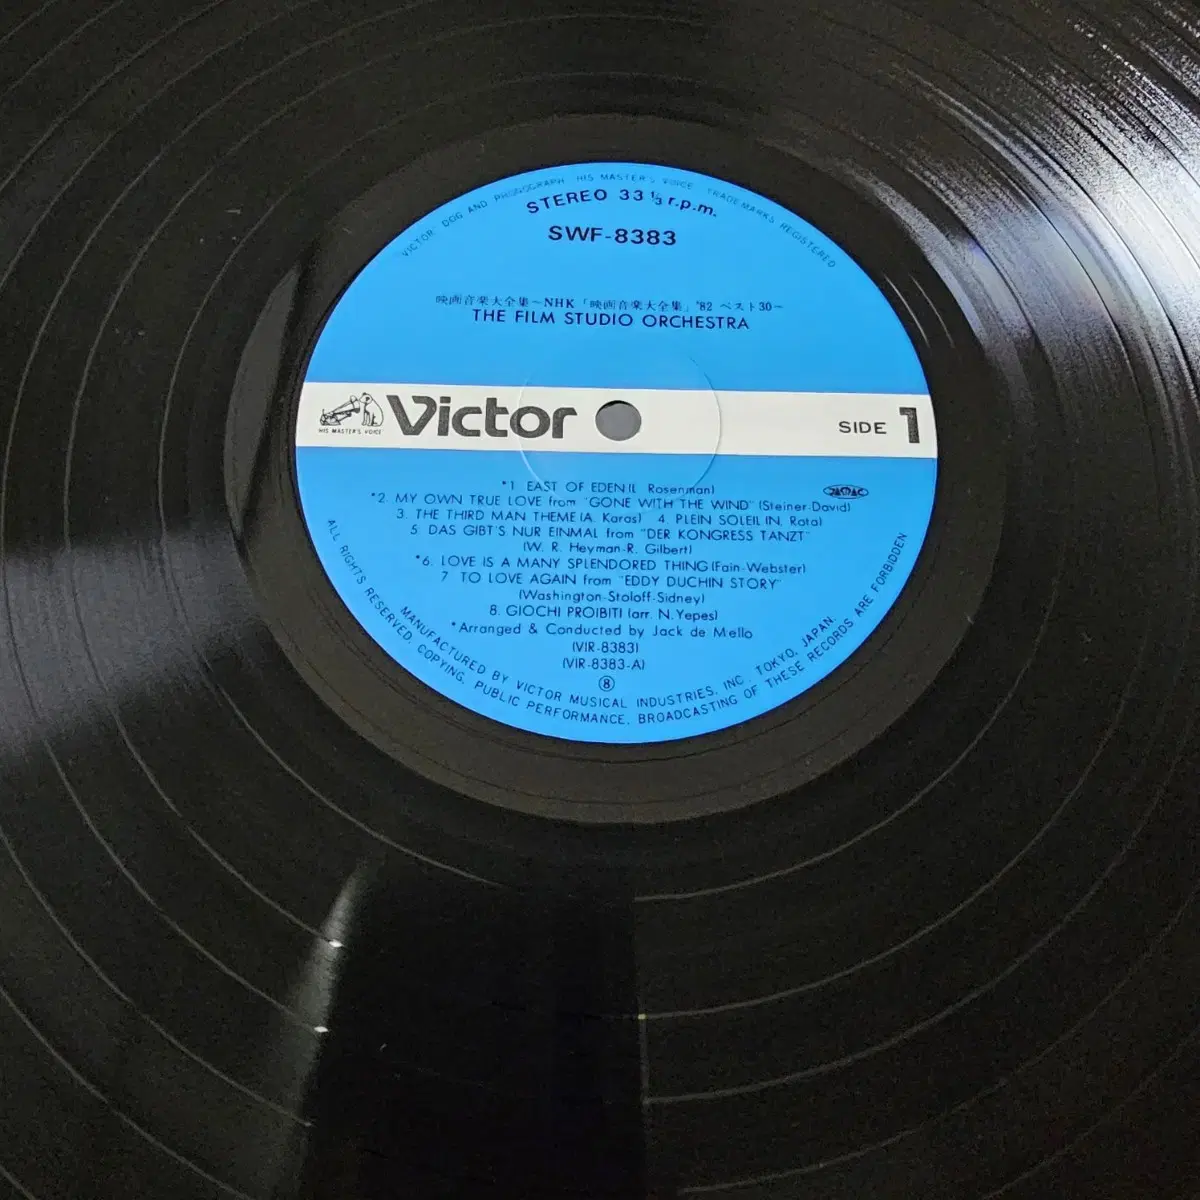 VICTOR. DOG AND PHONOGRAPH HIS MASTER'S VOICE TRADEMARKS REGISTERED
STEREO 33 1/3 r.p.m.
SWF-8383
映画音楽大全集〜NHK「映画音楽大全集」'82 ベスト30〜
THE FILM STUDIO ORCHESTRA
HIS MASTER'S VOICE
Victor
SIDE 1
*1 EAST OF EDEN(L Rosenman)
JASRAC
*2. MY OWN TRUE LOVE from "GONE WITH THE WIND"(Steiner-David)
3. THE THIRD MAN THEME(A. Karas) 4. PLEIN SOLEIL(N. Rota)
5 DAS GIBT'S NUR EINMAL from "DER KONGRESS TANZT"
(W. R. Heyman-R. Gilbert)
*6. LOVE IS A MANY SPLENDORED THING(Fain-Webster)
7 TO LOVE AGAIN from "EDDY DUCHIN STORY"
(Washington-Stoloff-Sidney)
8. GIOCHI PROIBITI (arr. N. Yepes)
*Arranged & Conducted by Jack de Mello
(VIR-8383)
(VIR-8383-A)
⑧
MANUFACTURED BY VICTOR MUSICAL INDUSTRIES, INC. TOKYO, JAPAN.
ALL RIGHTS RESERVED. COPYING, PUBLIC PERFORMANCE, BROADCASTING OF THESE RECORDS ARE FORBIDDEN